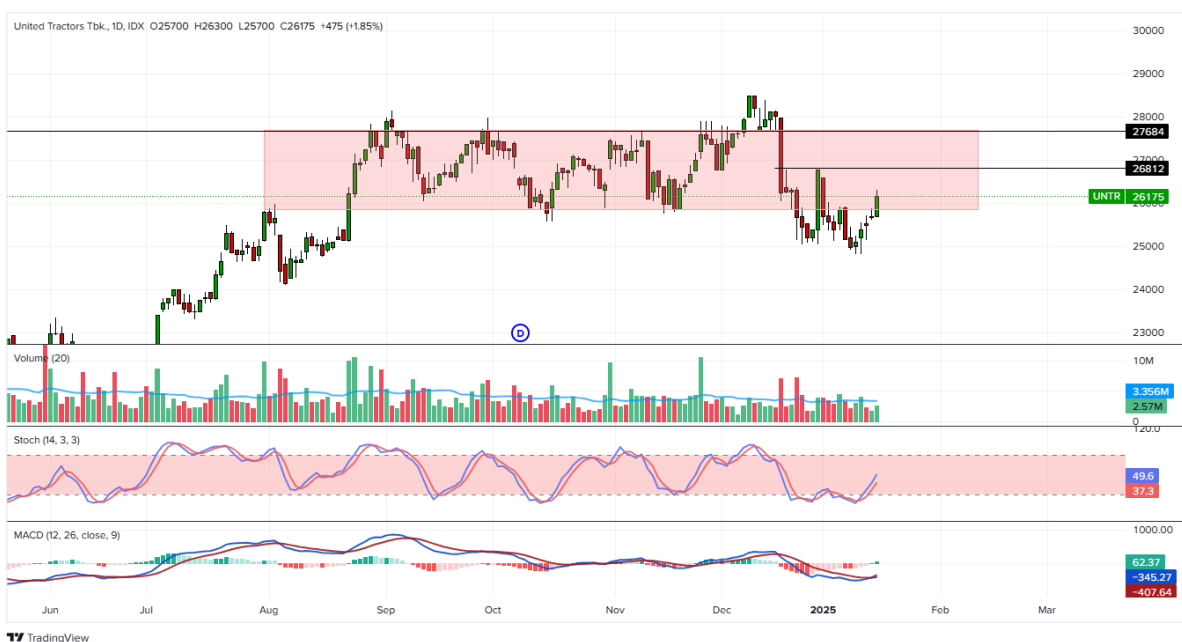 United Tractors Tbk., 1D, IDX O25700 H26300 L25700 C26175 +475 (+1.85%)
30000
29000
28000
27684
27000
26812
UNTR 26175
26000
25000
24000
23000
D
Volume (20)
10M
3.356M
2.57M
0
120.0
Stoch (14, 3, 3)
49.6
37.3
MACD (12, 26, close, 9)
1000.00
62.37
−345.27
−407.64
Jun Jul Aug Sep Oct Nov Dec 2025 Feb Mar
TradingView